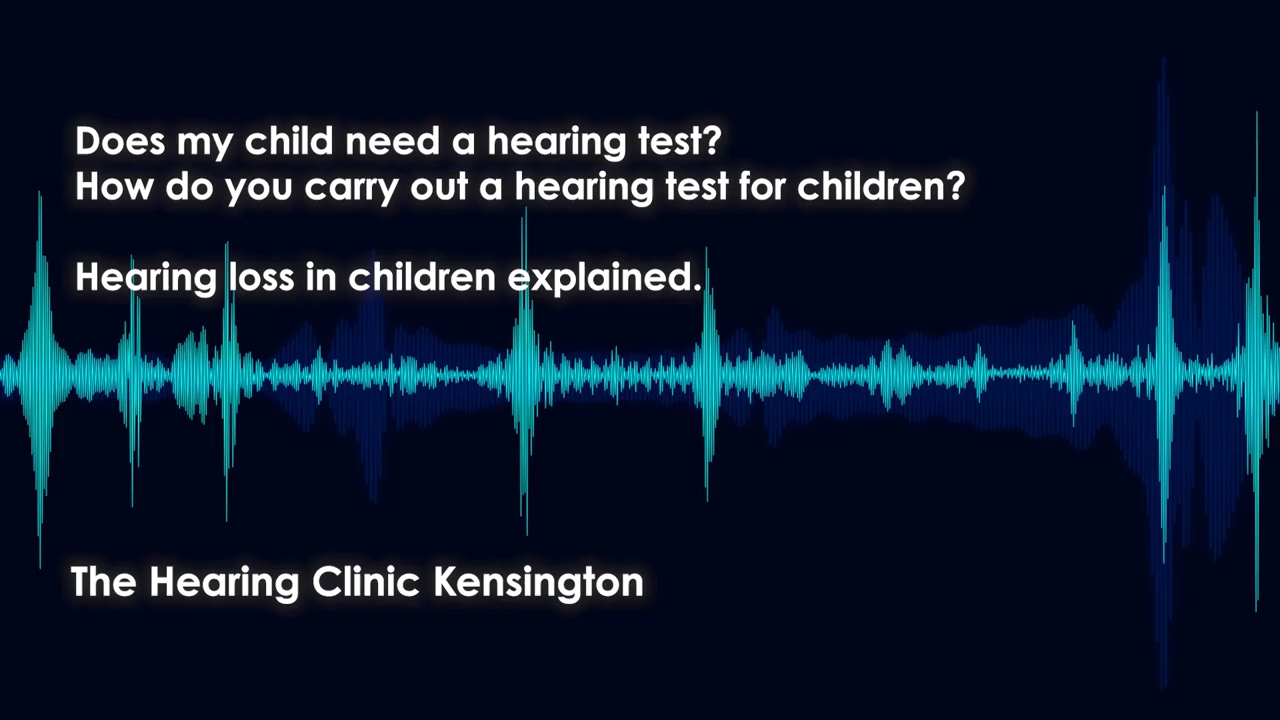 Does my child need a hearing test?
How do you carry out a hearing test for children?
Hearing loss in children explained.
The Hearing Clinic Kensington